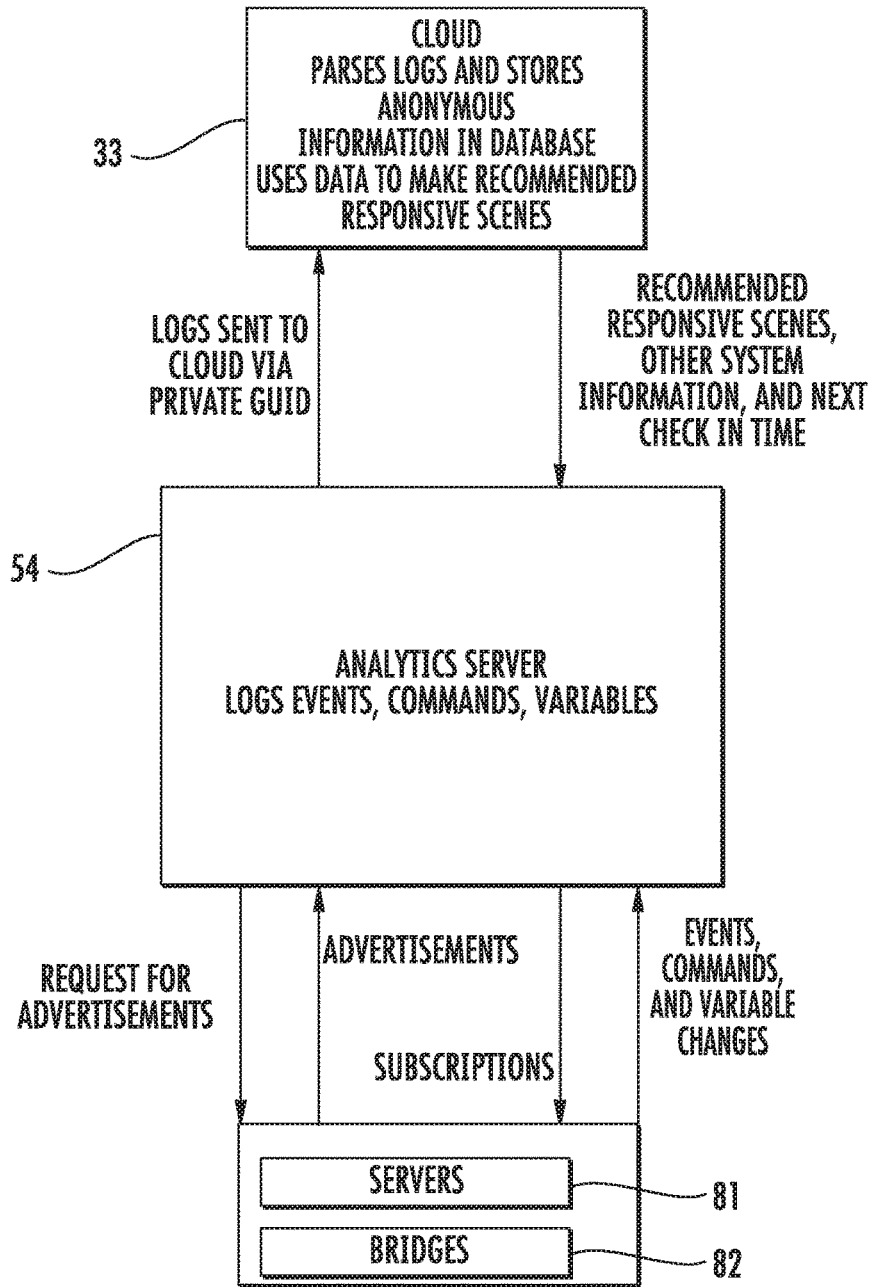 CLOUD
PARSES LOGS AND STORES
ANONYMOUS
INFORMATION IN DATABASE
USES DATA TO MAKE RECOMMENDED
RESPONSIVE SCENES
33
LOGS SENT TO
CLOUD VIA
PRIVATE GUID
RECOMMENDED
RESPONSIVE SCENES,
OTHER SYSTEM
INFORMATION, AND NEXT
CHECK IN TIME
54
ANALYTICS SERVER
LOGS EVENTS, COMMANDS, VARIABLES
REQUEST FOR
ADVERTISEMENTS
ADVERTISEMENTS
SUBSCRIPTIONS
EVENTS,
COMMANDS,
AND VARIABLE
CHANGES
SERVERS
81
BRIDGES
82